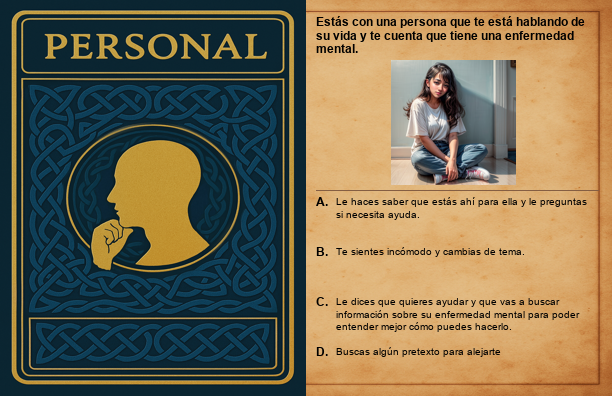 PERSONAL
Estás con una persona que te está hablando de
su vida y te cuenta que tiene una enfermedad
mental.
A. Le haces saber que estás ahí para ella y le preguntas
si necesita ayuda.
B. Te sientes incómodo y cambias de tema.
C. Le dices que quieres ayudar y que vas a buscar
información sobre su enfermedad mental para poder
entender mejor cómo puedes hacerlo.
D. Buscas algún pretexto para alejarte